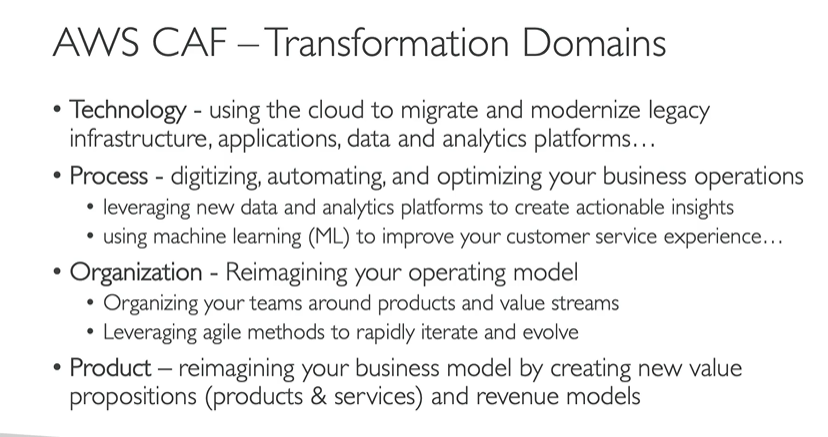 AWS CAF – Transformation Domains
• Technology - using the cloud to migrate and modernize legacy
infrastructure, applications, data and analytics platforms…
• Process - digitizing, automating, and optimizing your business operations
• leveraging new data and analytics platforms to create actionable insights
• using machine learning (ML) to improve your customer service experience…
• Organization - Reimagining your operating model
• Organizing your teams around products and value streams
• Leveraging agile methods to rapidly iterate and evolve
• Product – reimagining your business model by creating new value
propositions (products & services) and revenue models